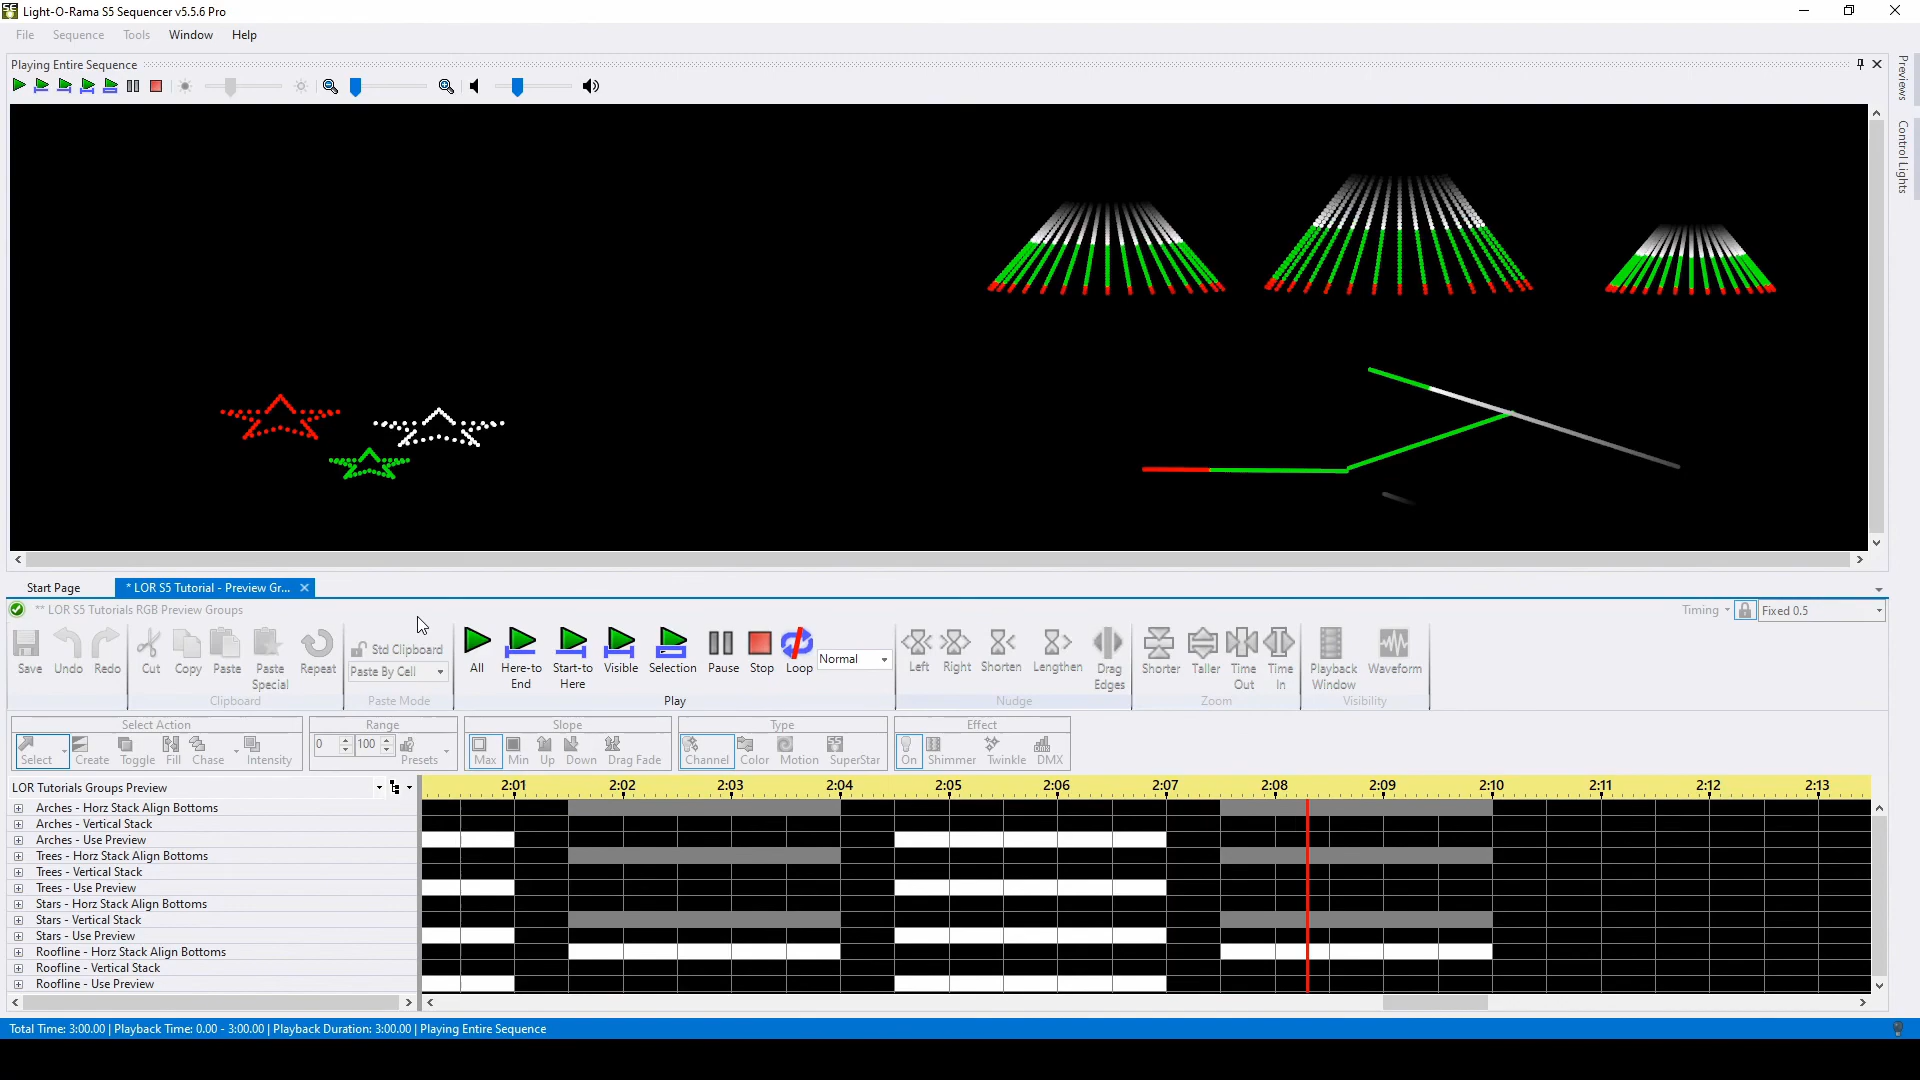 Light-O-Rama S5 Sequencer v5.5.6 Pro
File Sequence Tools Window Help
Playing Entire Sequence
Previews
Control Lights
Start Page * LOR S5 Tutorial - Preview Gr...
** LOR S5 Tutorials RGB Preview Groups Timing Fixed 0.5
Save Undo Redo Cut Copy Paste Paste Special Repeat
Clipboard
Std Clipboard
Paste By Cell
Paste Mode
All Here-to End Start-to Here Visible Selection Pause Stop Loop Normal
Play
Left Right Shorten Lengthen Drag Edges
Nudge
Shorter Taller Time Out Time In
Zoom
Playback Window Waveform
Visibility
Select Action Range Slope Type Effect
Select Create Toggle Fill Chase Intensity 0 100 Presets Max Min Up Down Drag Fade Channel Color Motion SuperStar On Shimmer Twinkle DMX
LOR Tutorials Groups Preview 2:01 2:02 2:03 2:04 2:05 2:06 2:07 2:08 2:09 2:10 2:11 2:12 2:13
Arches - Horz Stack Align Bottoms
Arches - Vertical Stack
Arches - Use Preview
Trees - Horz Stack Align Bottoms
Trees - Vertical Stack
Trees - Use Preview
Stars - Horz Stack Align Bottoms
Stars - Vertical Stack
Stars - Use Preview
Roofline - Horz Stack Align Bottoms
Roofline - Vertical Stack
Roofline - Use Preview
Total Time: 3:00.00 | Playback Time: 0.00 - 3:00.00 | Playback Duration: 3:00.00 | Playing Entire Sequence